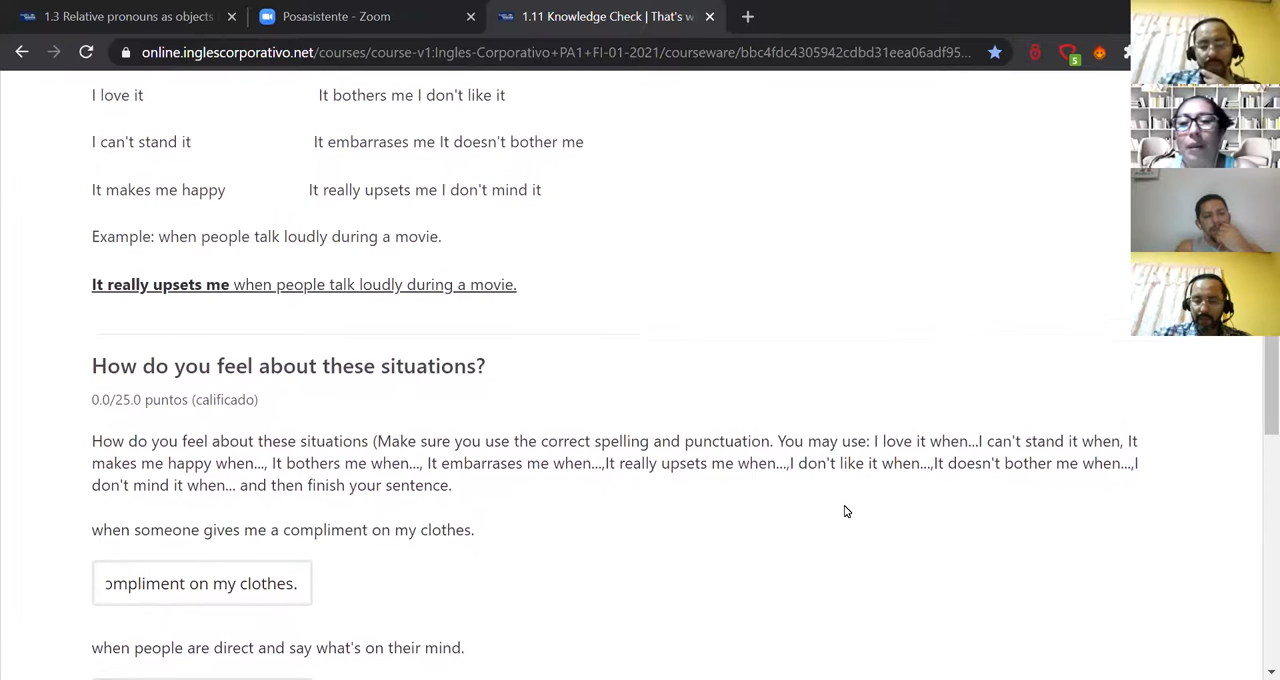 1.3 Relative pronouns as objects
Posasistente - Zoom
1.11 Knowledge Check | That's w
online.inglescorporativo.net/courses/course-v1:Ingles-Corporativo+PA1+FI-01-2021/courseware/bbc4fdc4305942cdbd31eea06adf95...
5
I love it It bothers me I don't like it
I can't stand it It embarrases me It doesn't bother me
It makes me happy It really upsets me I don't mind it
Example: when people talk loudly during a movie.
It really upsets me when people talk loudly during a movie.
How do you feel about these situations?
0.0/25.0 puntos (calificado)
How do you feel about these situations (Make sure you use the correct spelling and punctuation. You may use: I love it when...I can't stand it when, It
makes me happy when..., It bothers me when..., It embarrases me when...,It really upsets me when...,I don't like it when...,It doesn't bother me when...,I
don't mind it when... and then finish your sentence.
when someone gives me a compliment on my clothes.
ompliment on my clothes.
when people are direct and say what's on their mind.